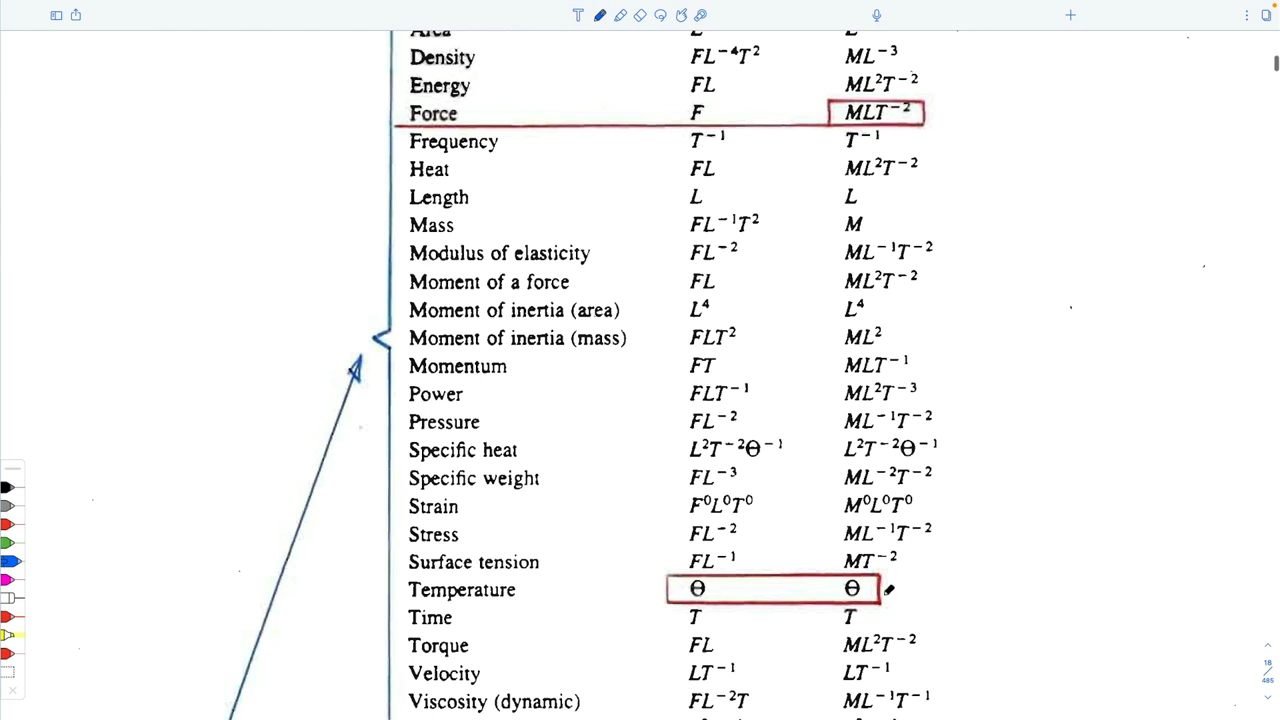 T
Area L L
Density FL⁻⁴T² ML⁻³
Energy FL ML²T⁻²
Force F MLT⁻²
Frequency T⁻¹ T⁻¹
Heat FL ML²T⁻²
Length L L
Mass FL⁻¹T² M
Modulus of elasticity FL⁻² ML⁻¹T⁻²
Moment of a force FL ML²T⁻²
Moment of inertia (area) L⁴ L⁴
Moment of inertia (mass) FLT² ML²
Momentum FT MLT⁻¹
Power FLT⁻¹ ML²T⁻³
Pressure FL⁻² ML⁻¹T⁻²
Specific heat L²T⁻²Θ⁻¹ L²T⁻²Θ⁻¹
Specific weight FL⁻³ ML⁻²T⁻²
Strain F⁰L⁰T⁰ M⁰L⁰T⁰
Stress FL⁻² ML⁻¹T⁻²
Surface tension FL⁻¹ MT⁻²
Temperature Θ Θ
Time T T
Torque FL ML²T⁻²
Velocity LT⁻¹ LT⁻¹
Viscosity (dynamic) FL⁻²T ML⁻¹T⁻¹
18
/
485